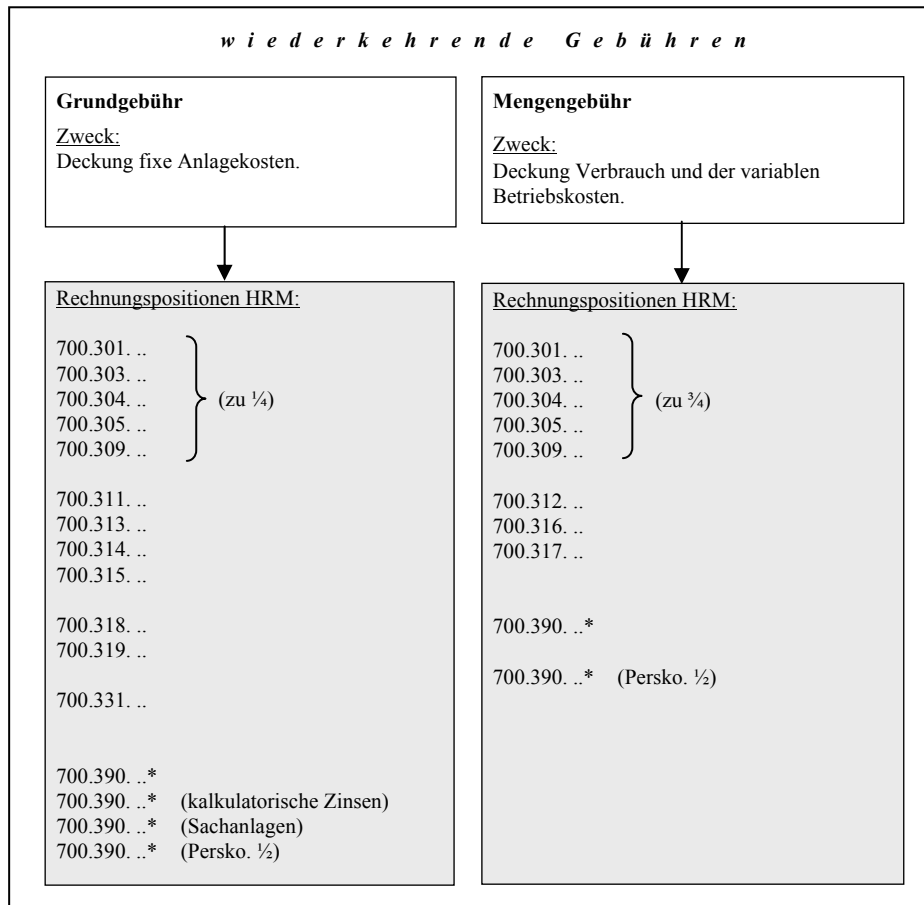 wiederkehrende Gebühren
Grundgebühr
Zweck:
Deckung fixe Anlagekosten.
Rechnungspositionen HRM:
700.301. ..
700.303. ..
700.304. .. (zu ¼)
700.305. ..
700.309. ..
700.311. ..
700.313. ..
700.314. ..
700.315. ..
700.318. ..
700.319. ..
700.331. ..
700.390. ..*
700.390. ..* (kalkulatorische Zinsen)
700.390. ..* (Sachanlagen)
700.390. ..* (Persko. ½)
Mengengebühr
Zweck:
Deckung Verbrauch und der variablen
Betriebskosten.
Rechnungspositionen HRM:
700.301. ..
700.303. ..
700.304. .. (zu ¾)
700.305. ..
700.309. ..
700.312. ..
700.316. ..
700.317. ..
700.390. ..*
700.390. ..* (Persko. ½)